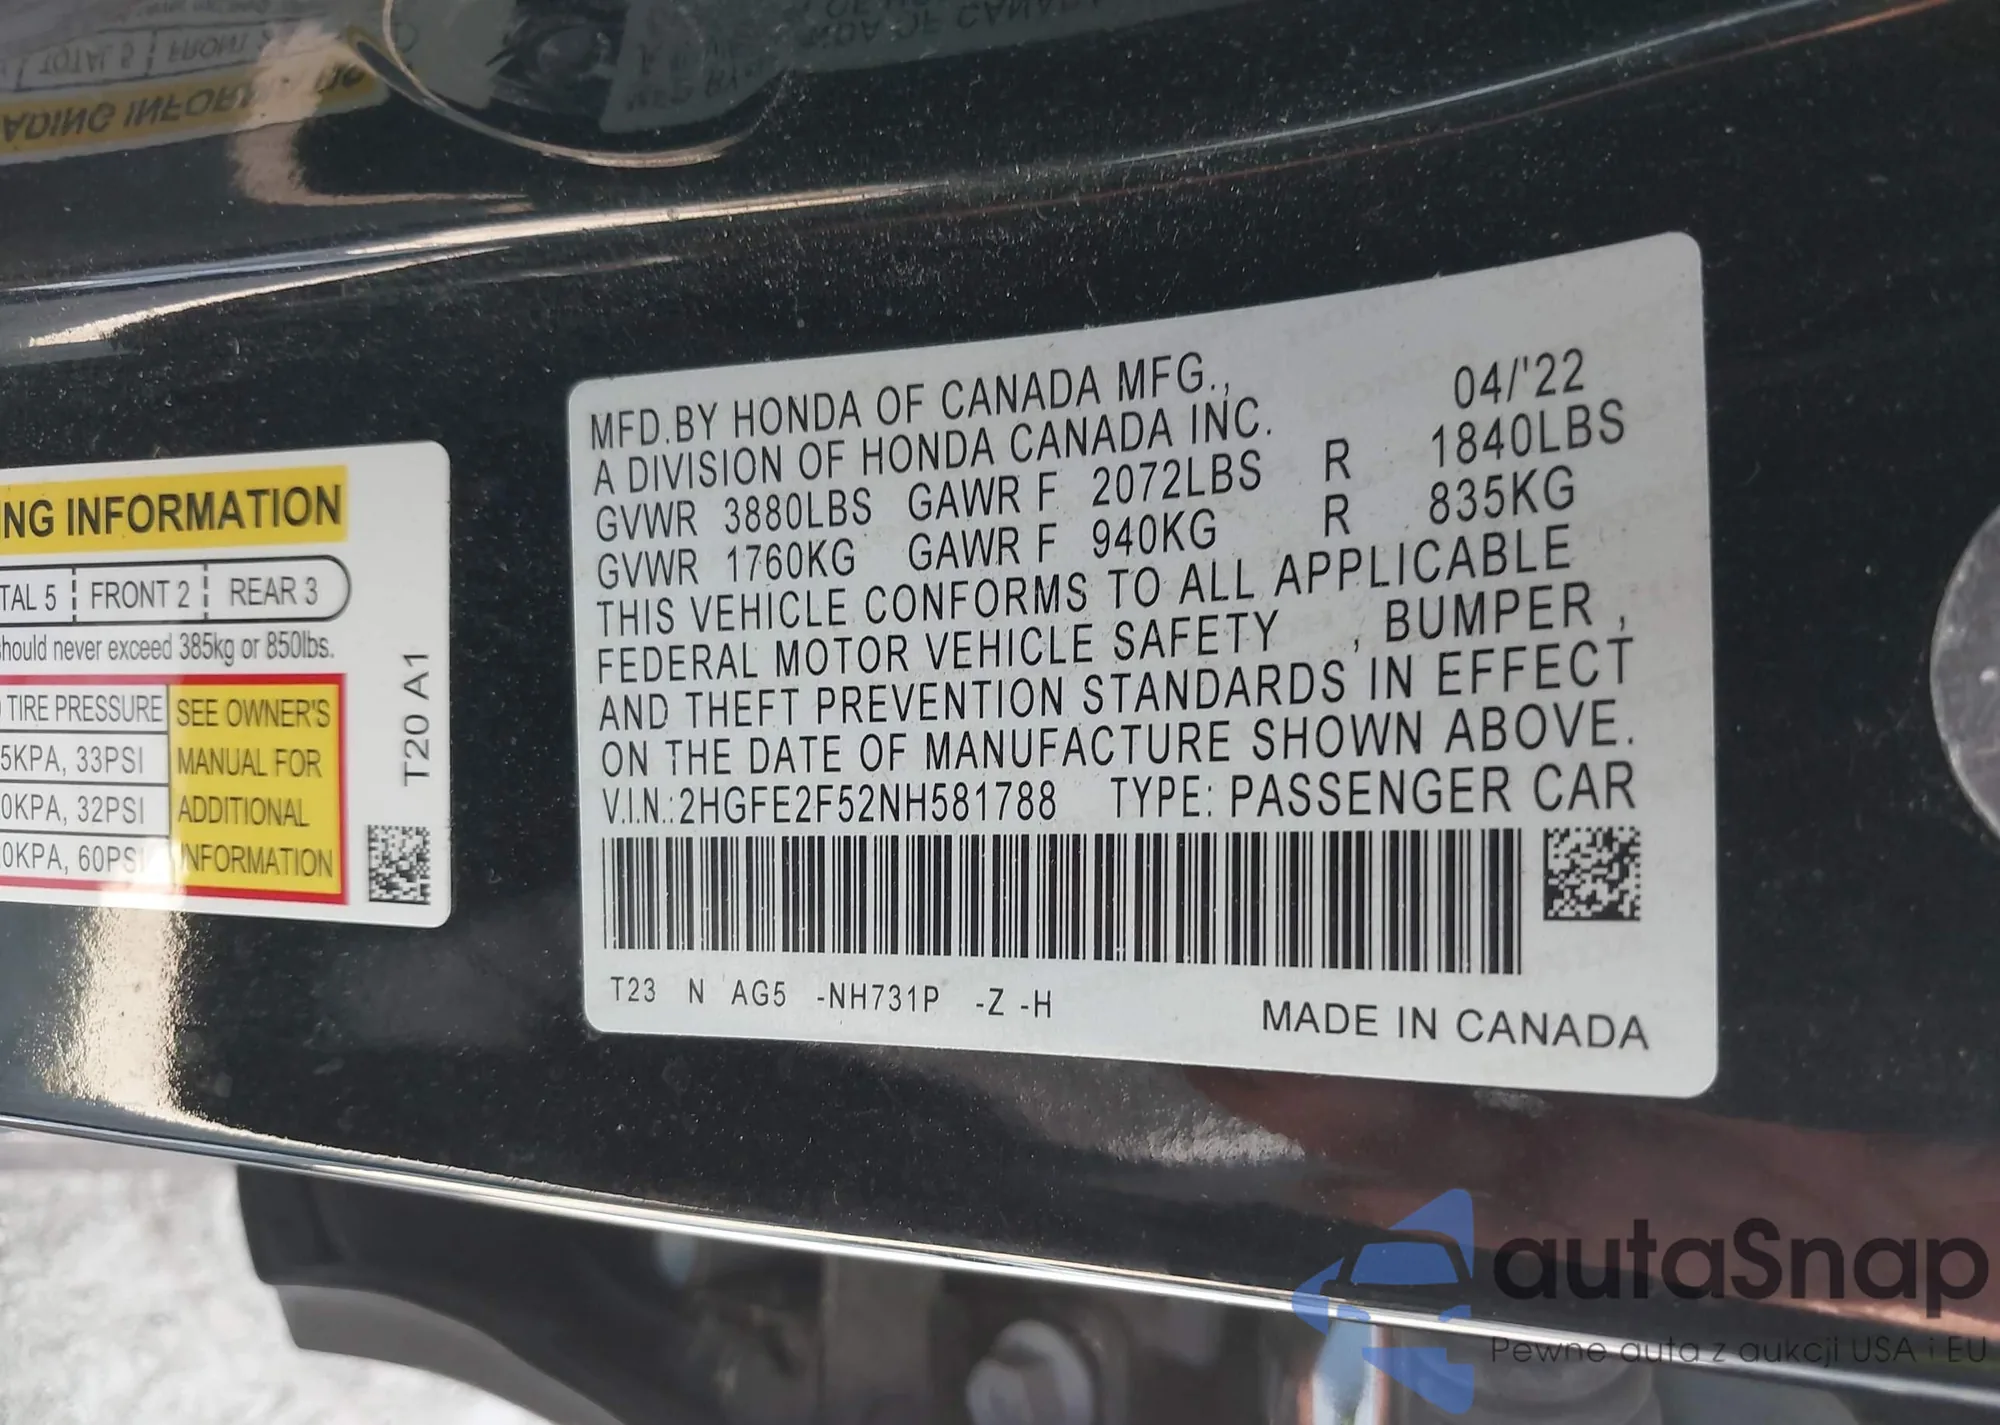 NG INFORMATION
TAL 5 FRONT 2 REAR 3
hould never exceed 385kg or 850lbs.
TIRE PRESSURE
5KPA, 33PSI
0KPA, 32PSI
0KPA, 60PSI
SEE OWNER'S
MANUAL FOR
ADDITIONAL
INFORMATION
T20 A1
MFD.BY HONDA OF CANADA MFG., 04/'22
A DIVISION OF HONDA CANADA INC.
GVWR 3880LBS GAWR F 2072LBS R 1840LBS
GVWR 1760KG GAWR F 940KG R 835KG
THIS VEHICLE CONFORMS TO ALL APPLICABLE
FEDERAL MOTOR VEHICLE SAFETY , BUMPER ,
AND THEFT PREVENTION STANDARDS IN EFFECT
ON THE DATE OF MANUFACTURE SHOWN ABOVE.
V.I.N.:2HGFE2F52NH581788 TYPE: PASSENGER CAR
T23 N AG5 -NH731P -Z -H
MADE IN CANADA
autaSnap
Pewne auta z aukcji USA i EU